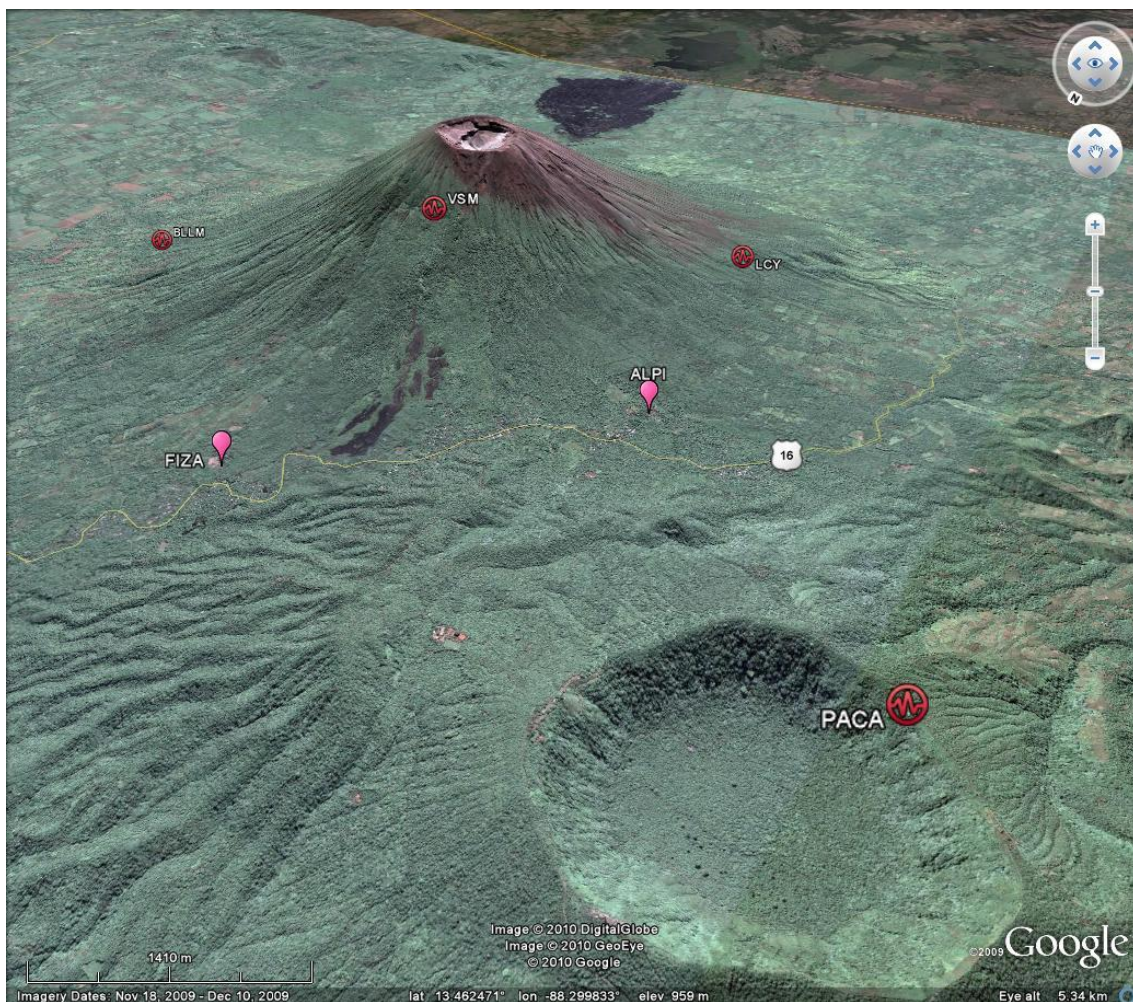 N
VSM
BLLM
LCY
ALPI
16
FIZA
PACA
Image © 2010 DigitalGlobe
Image © 2010 GeoEye
© 2010 Google
©2009 Google
1410 m
Imagery Dates: Nov 18, 2009 - Dec 10, 2009 lat 13.462471° lon -88.299833° elev 959 m Eye alt 5.34 km